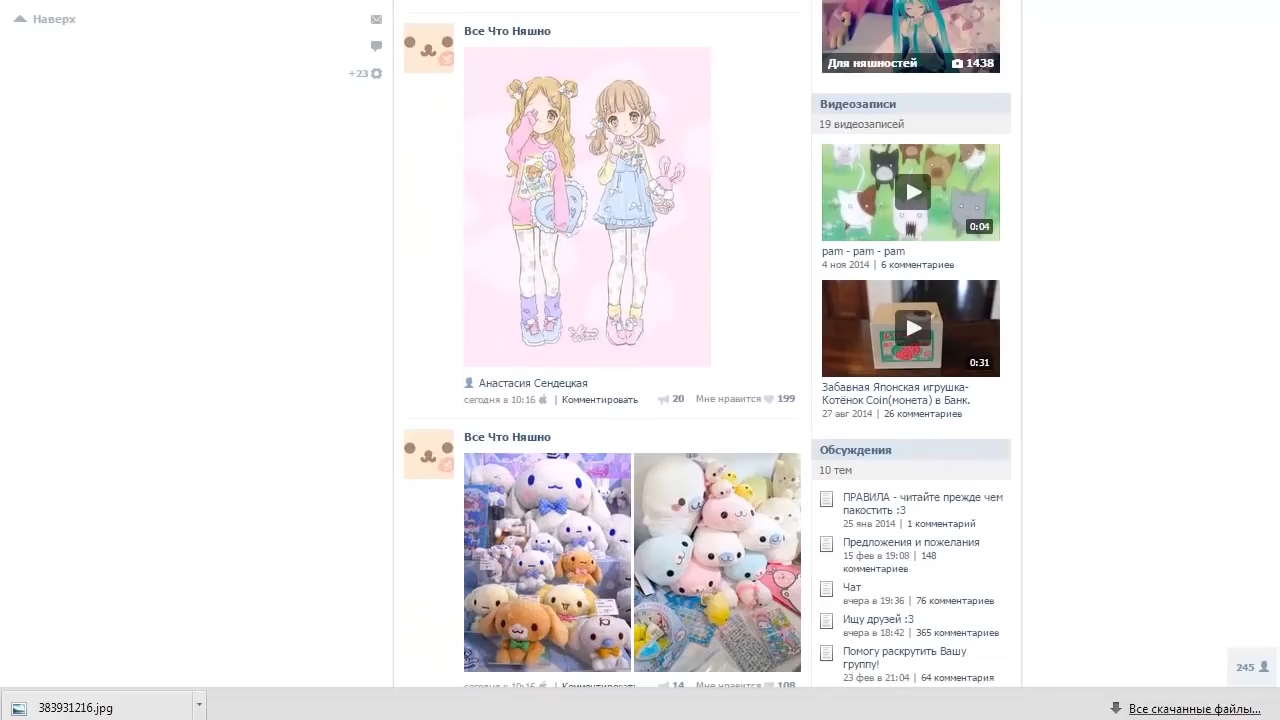 Наверх
+23
Все Что Няшно
Анастасия Сендецкая
сегодня в 10:16 | Комментировать
20 Мне нравится 199
Все Что Няшно
сегодня в 10:16 | Комментировать
14 Мне нравится 108
Для няшностей 1438
Видеозаписи
19 видеозаписей
0:04
pam - pam - pam
4 ноя 2014 | 6 комментариев
0:31
Забавная Японская игрушка-
Котёнок Coin(монета) в Банк.
27 авг 2014 | 26 комментариев
Обсуждения
10 тем
ПРАВИЛА - читайте прежде чем
пакостить :3
25 янв 2014 | 1 комментарий
Предложения и пожелания
15 фев в 19:08 | 148
комментариев
Чат
вчера в 19:36 | 76 комментариев
Ищу друзей :3
вчера в 18:42 | 365 комментариев
Помогу раскрутить Вашу
группу!
23 фев в 21:04 | 64 комментария
245
383931216.jpg
Все скачанные файлы...